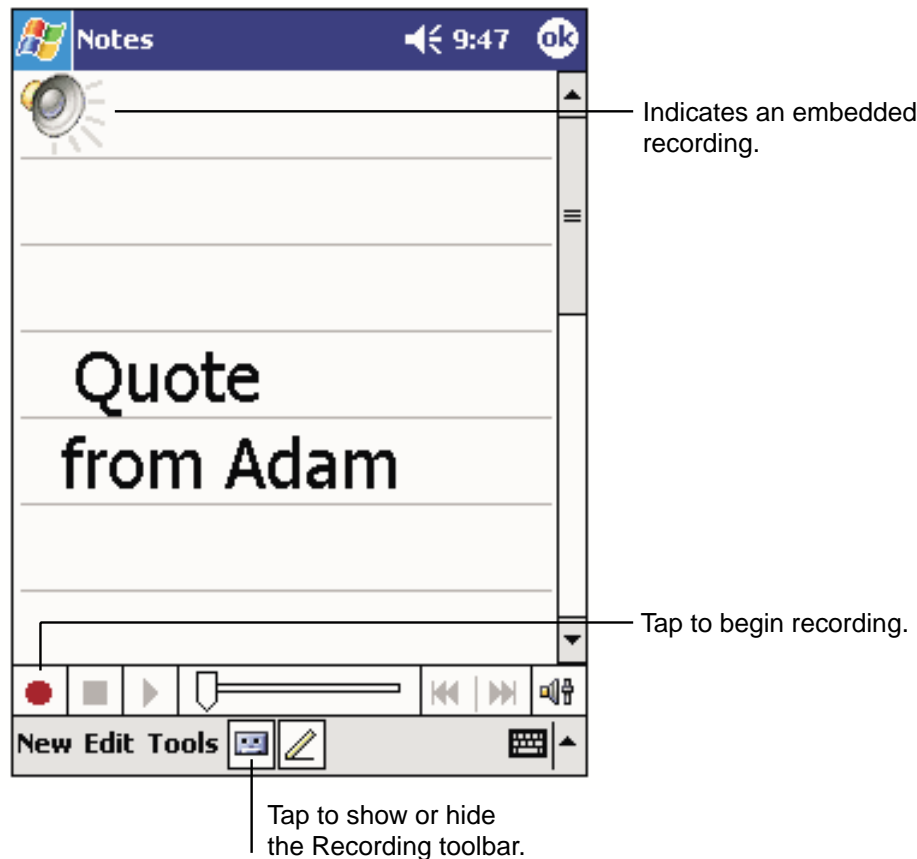 Notes 9:47 ok
Indicates an embedded
recording.
Quote
from Adam
Tap to begin recording.
New Edit Tools
Tap to show or hide
the Recording toolbar.